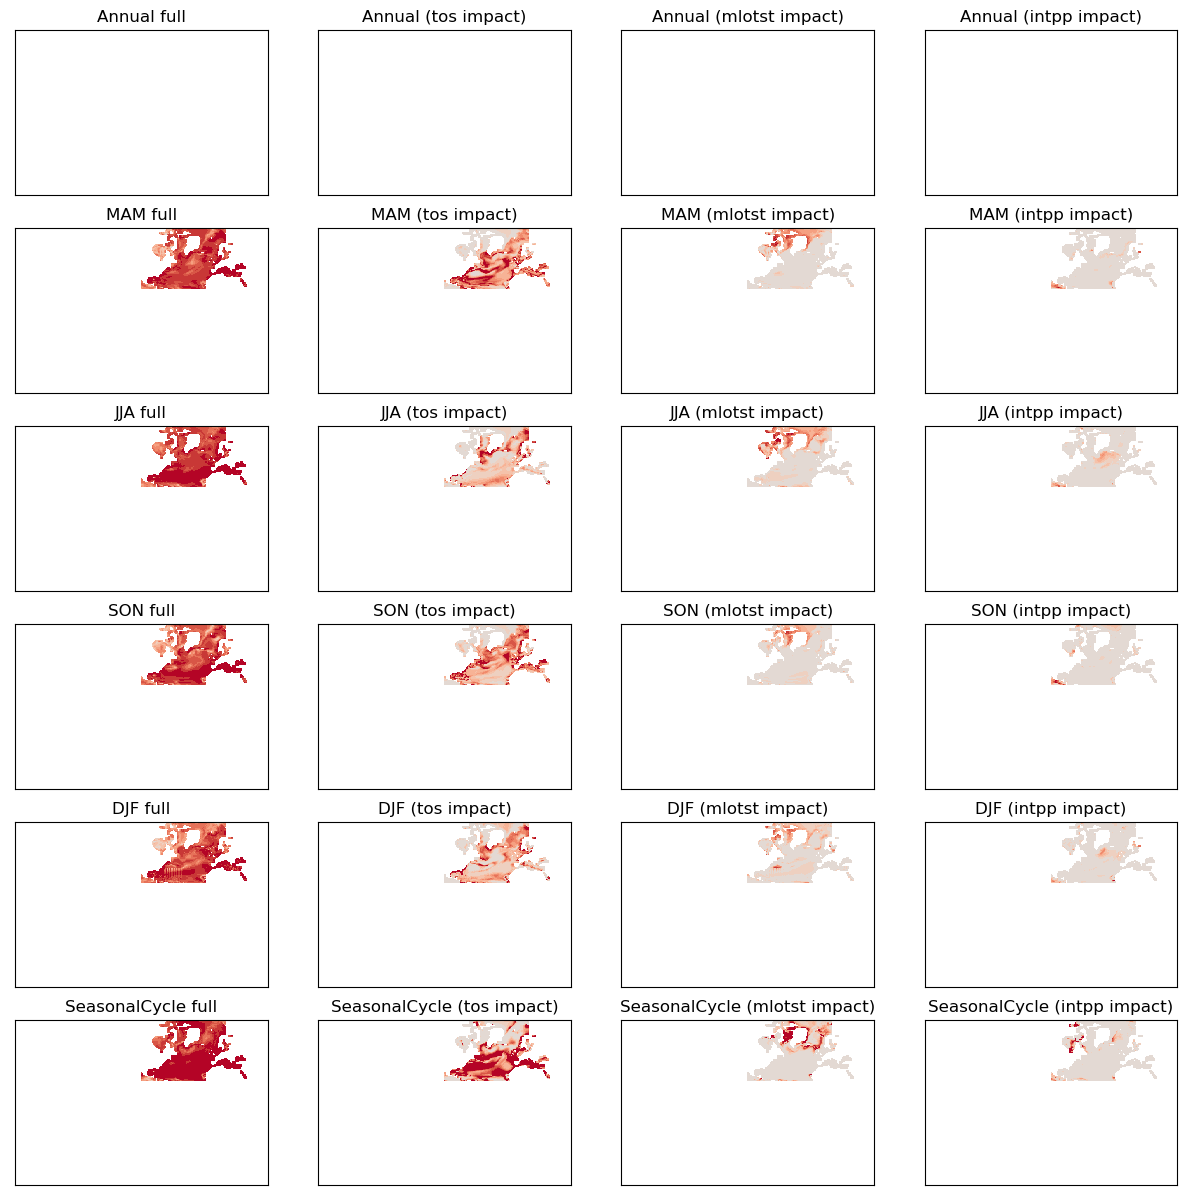 Annual full
Annual (tos impact)
Annual (mlotst impact)
Annual (intpp impact)
MAM full
MAM (tos impact)
MAM (mlotst impact)
MAM (intpp impact)
JJA full
JJA (tos impact)
JJA (mlotst impact)
JJA (intpp impact)
SON full
SON (tos impact)
SON (mlotst impact)
SON (intpp impact)
DJF full
DJF (tos impact)
DJF (mlotst impact)
DJF (intpp impact)
SeasonalCycle full
SeasonalCycle (tos impact)
SeasonalCycle (mlotst impact)
SeasonalCycle (intpp impact)